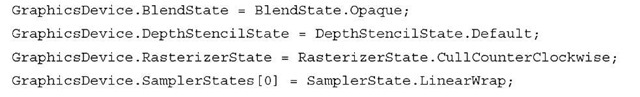 GraphicsDevice.BlendState = BlendState.Opaque;
GraphicsDevice.DepthStencilState = DepthStencilState.Default;
GraphicsDevice.RasterizerState = RasterizerState.CullCounterClockwise;
GraphicsDevice.SamplerStates[0] = SamplerState.LinearWrap;